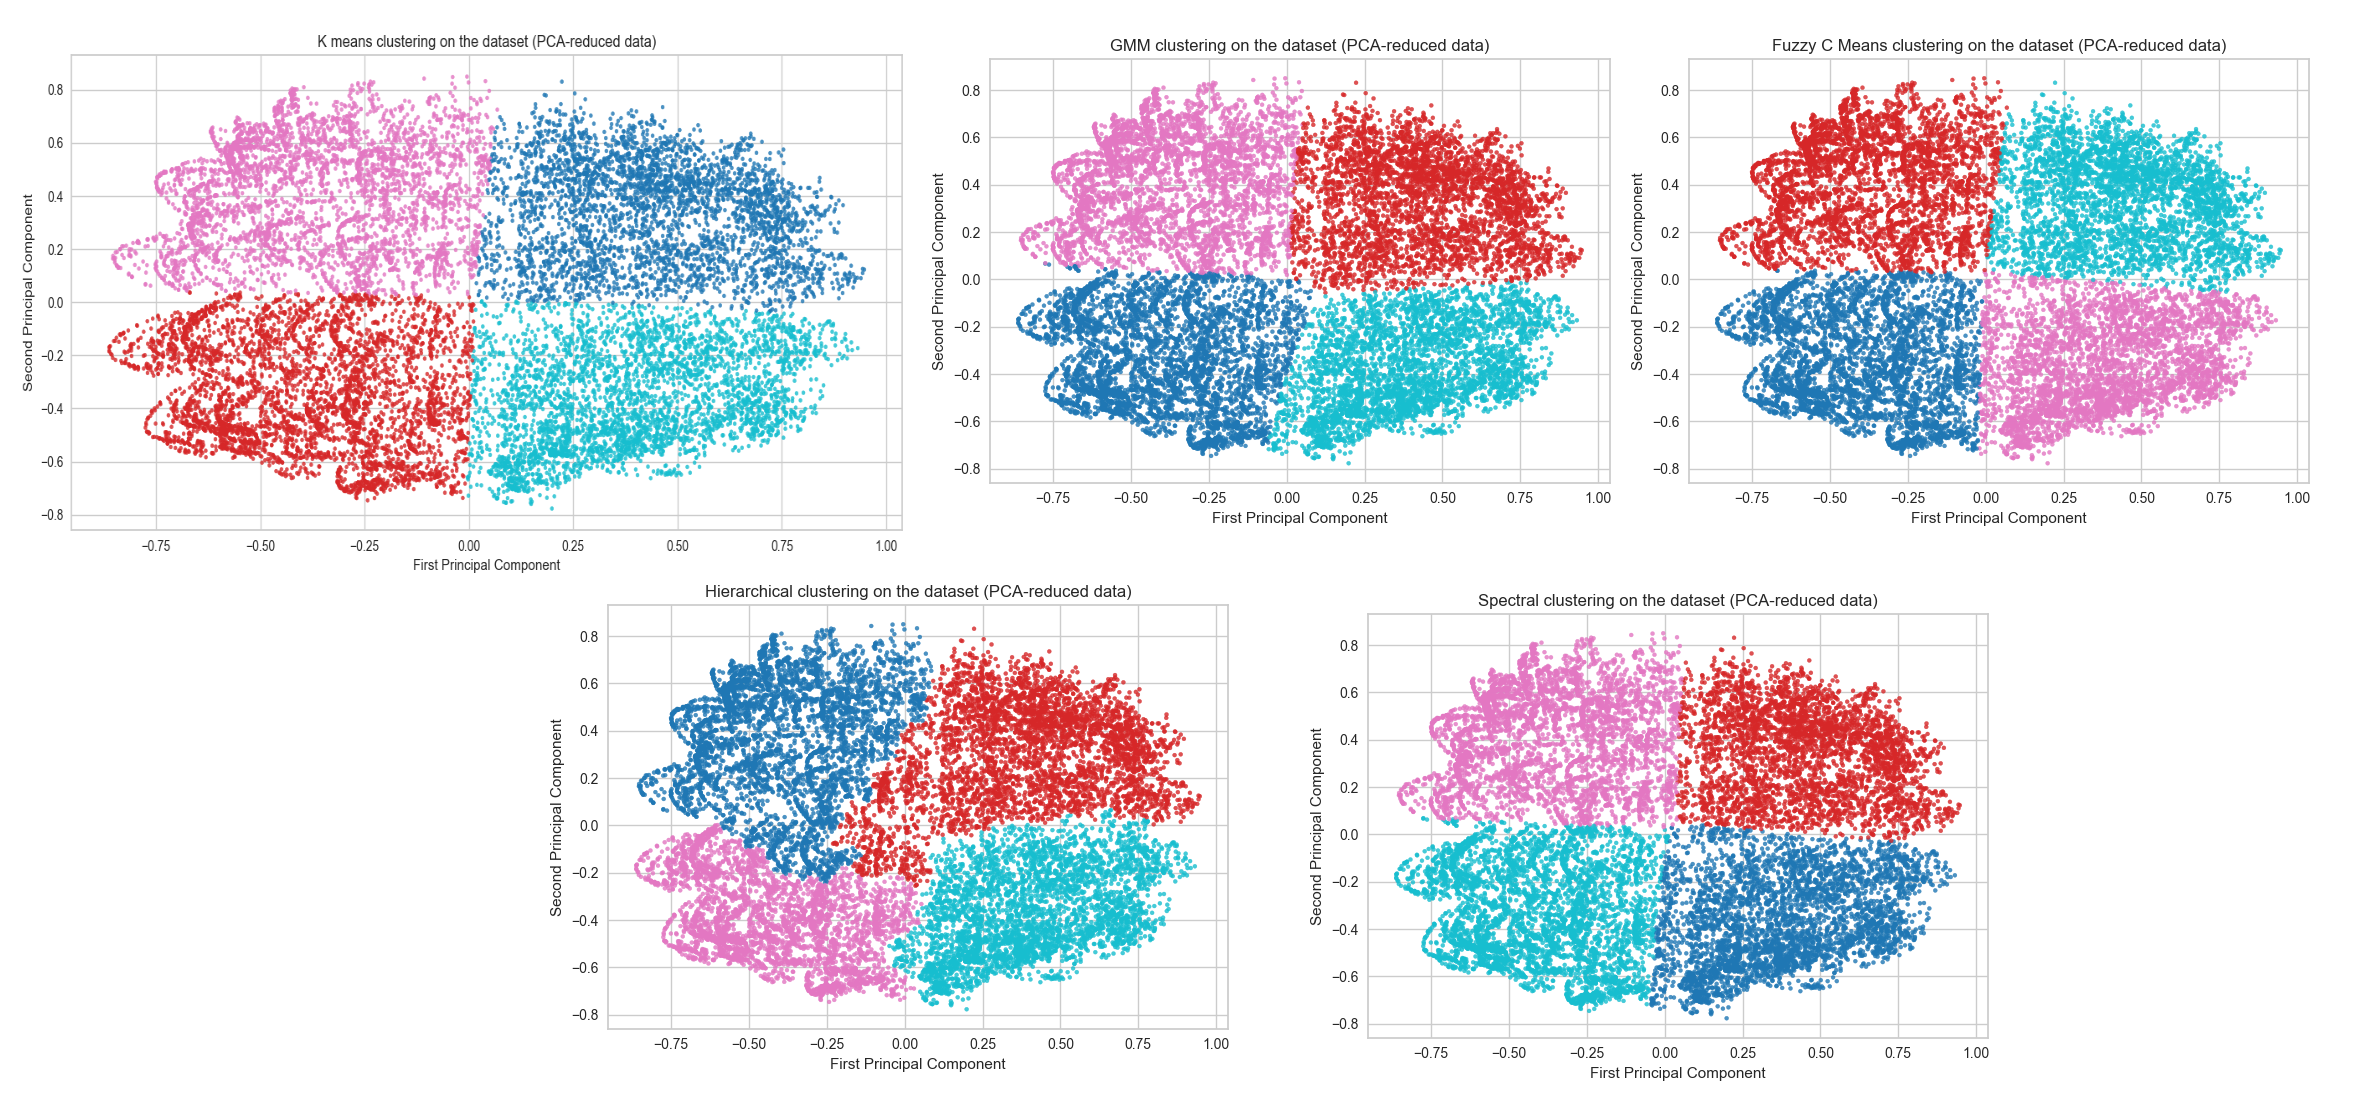 K means clustering on the dataset (PCA-reduced data)
Second Principal Component
0.8
0.6
0.4
0.2
0.0
−0.2
−0.4
−0.6
−0.8
−0.75 −0.50 −0.25 0.00 0.25 0.50 0.75 1.00
First Principal Component
GMM clustering on the dataset (PCA-reduced data)
Second Principal Component
0.8
0.6
0.4
0.2
0.0
−0.2
−0.4
−0.6
−0.8
−0.75 −0.50 −0.25 0.00 0.25 0.50 0.75 1.00
First Principal Component
Fuzzy C Means clustering on the dataset (PCA-reduced data)
Second Principal Component
0.8
0.6
0.4
0.2
0.0
−0.2
−0.4
−0.6
−0.8
−0.75 −0.50 −0.25 0.00 0.25 0.50 0.75 1.00
First Principal Component
Hierarchical clustering on the dataset (PCA-reduced data)
Second Principal Component
0.8
0.6
0.4
0.2
0.0
−0.2
−0.4
−0.6
−0.8
−0.75 −0.50 −0.25 0.00 0.25 0.50 0.75 1.00
First Principal Component
Spectral clustering on the dataset (PCA-reduced data)
Second Principal Component
0.8
0.6
0.4
0.2
0.0
−0.2
−0.4
−0.6
−0.8
−0.75 −0.50 −0.25 0.00 0.25 0.50 0.75 1.00
First Principal Component